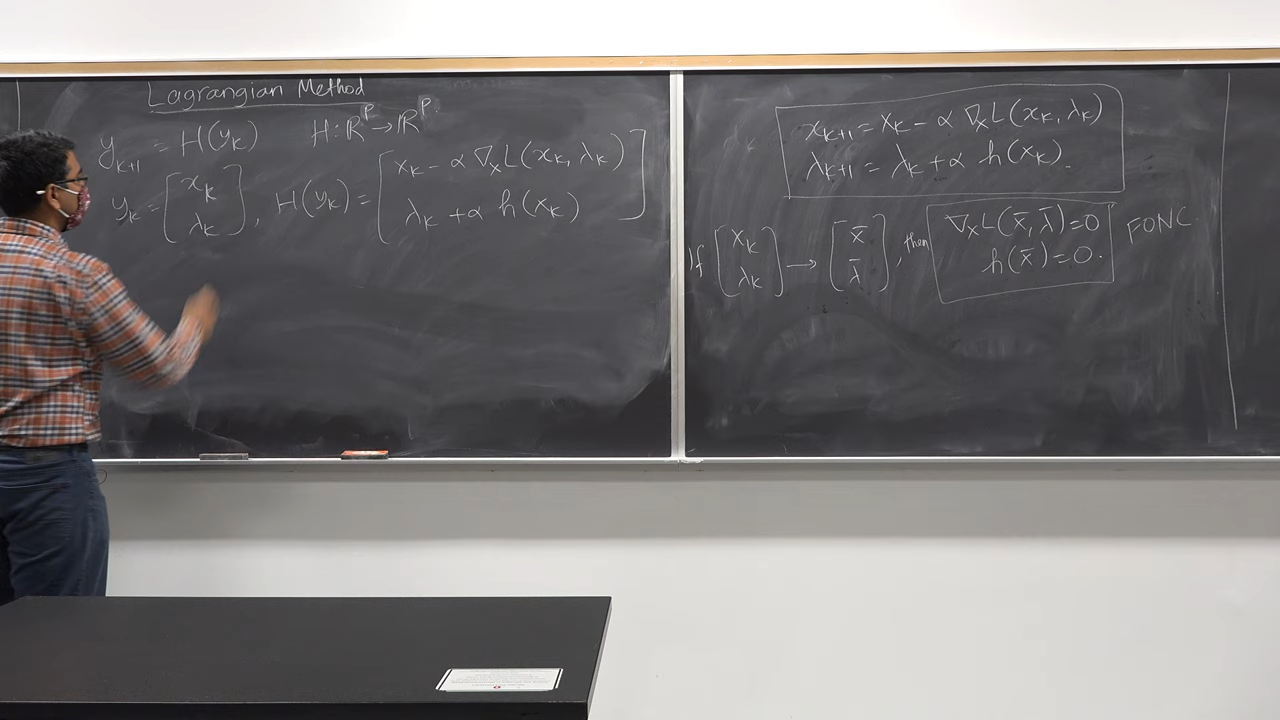 Lagrangian Method
y_{k+1} = H(y_k)   H: ℝ^P → ℝ^P.
y_k = [x_k; λ_k], H(y_k) = [x_k − α ∇_x L(x_k, λ_k); λ_k + α h(x_k)]
x_{k+1} = x_k − α ∇_x L(x_k, λ_k)
λ_{k+1} = λ_k + α h(x_k).
If [x_k; λ_k] → [x̄; λ̄], then ∇_x L(x̄, λ̄) = 0 FONC
h(x̄) = 0.